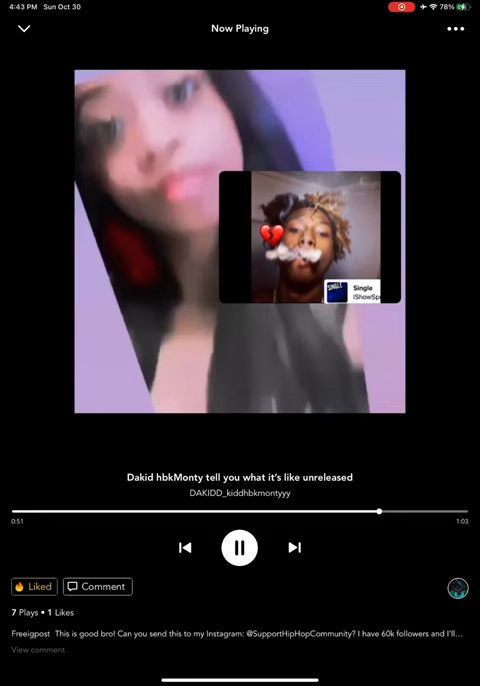 4:43 PM Sun Oct 30
78%
Now Playing
SINGLE
Single
IShowSp
Dakid hbkMonty tell you what it's like unreleased
DAKIDD_kiddhbkmontyyy
0:51
1:03
Liked
Comment
7 Plays • 1 Likes
Freeigpost This is good bro! Can you send this to my Instagram: @SupportHipHopCommunity? I have 60k followers and I'll...
View comment